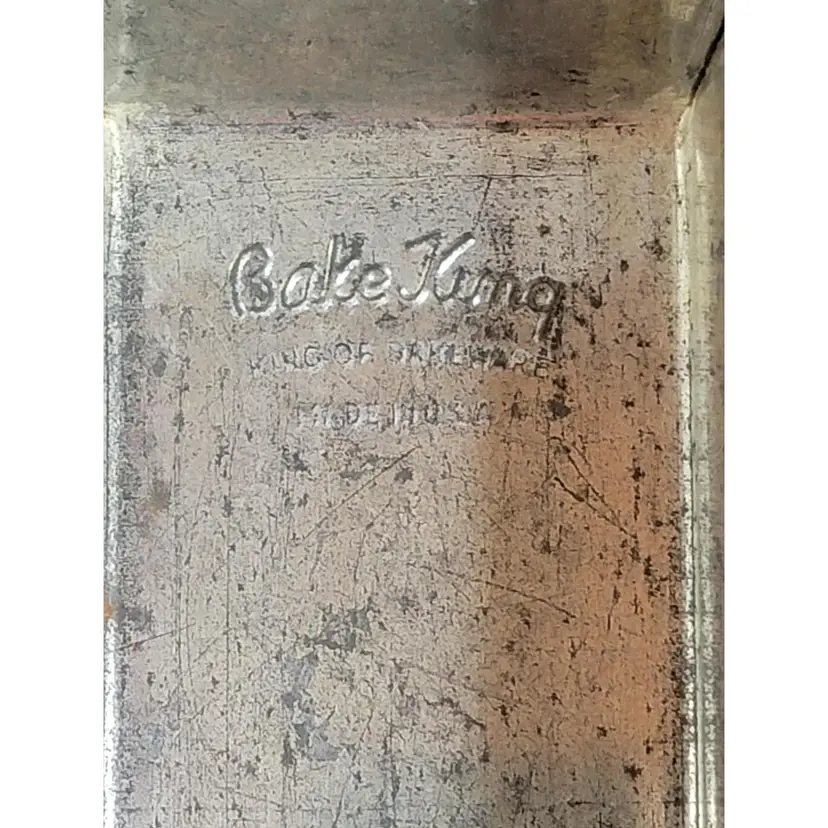 Bake King
KING OF BAKEWARE
MADE IN U.S.A.